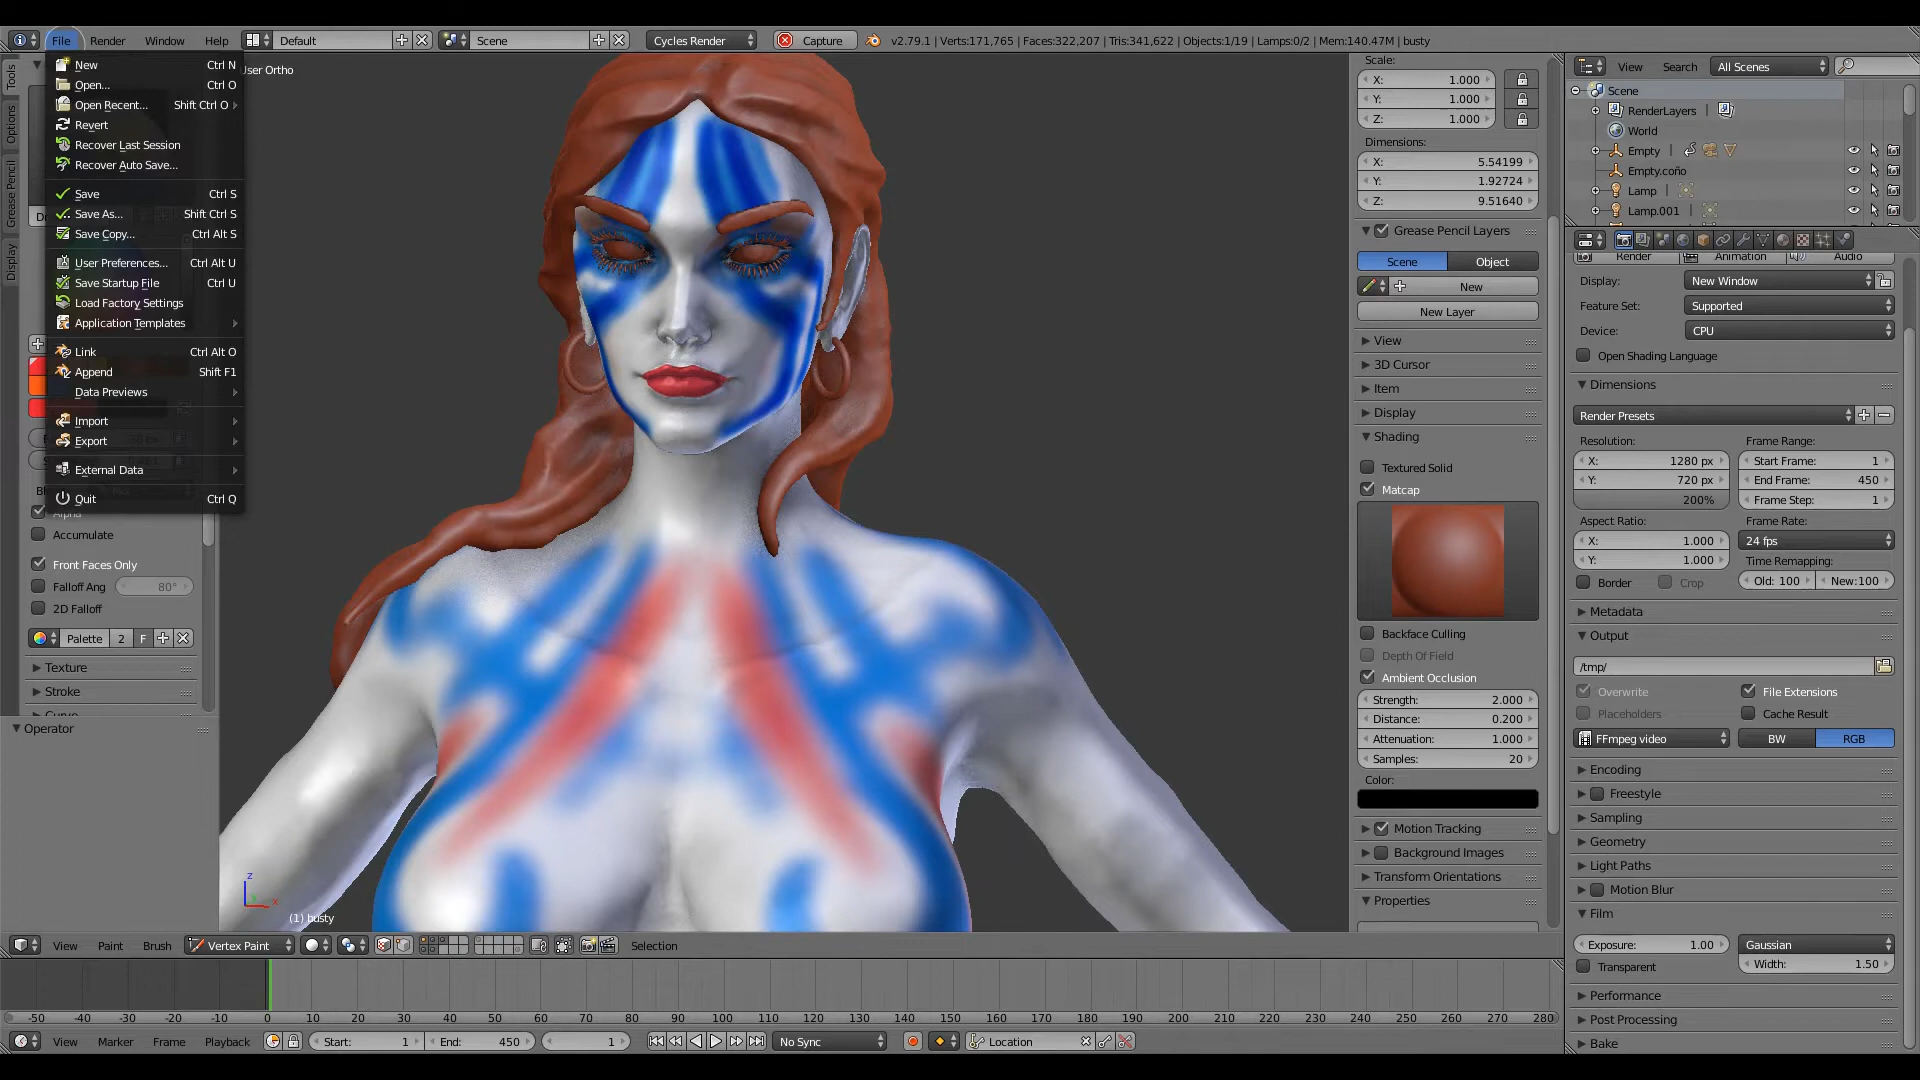 File Render Window Help Default Scene Cycles Render Capture v2.79.1 | Verts:171,765 | Faces:322,207 | Tris:341,622 | Objects:1/19 | Lamps:0/2 | Mem:140.47M | busty
New Ctrl N
Open... Ctrl O
Open Recent... Shift Ctrl O
Revert
Recover Last Session
Recover Auto Save...
Save Ctrl S
Save As... Shift Ctrl S
Save Copy... Ctrl Alt S
User Preferences... Ctrl Alt U
Save Startup File Ctrl U
Load Factory Settings
Application Templates
Link Ctrl Alt O
Append Shift F1
Data Previews
Import
Export
External Data
Quit Ctrl Q
Tools
Options
Grease Pencil
Display
Alpha
Accumulate
Front Faces Only
Falloff Ang 80°
2D Falloff
Palette 2 F
Texture
Stroke
Curve
Operator
User Ortho
z
x
(1) busty
Scale:
X: 1.000
Y: 1.000
Z: 1.000
Dimensions:
X: 5.54199
Y: 1.92724
Z: 9.51640
Grease Pencil Layers
Scene Object
New
New Layer
View
3D Cursor
Item
Display
Shading
Textured Solid
Matcap
Backface Culling
Depth Of Field
Ambient Occlusion
Strength: 2.000
Distance: 0.200
Attenuation: 1.000
Samples: 20
Color:
Motion Tracking
Background Images
Transform Orientations
Properties
View Search All Scenes
Scene
RenderLayers |
World
Empty |
Empty.coño
Lamp |
Lamp.001 |
Render Animation Audio
Display: New Window
Feature Set: Supported
Device: CPU
Open Shading Language
Dimensions
Render Presets
Resolution: Frame Range:
X: 1280 px Start Frame: 1
Y: 720 px End Frame: 450
200% Frame Step: 1
Aspect Ratio: Frame Rate:
X: 1.000 24 fps
Y: 1.000 Time Remapping:
Border Crop Old: 100 New:100
Metadata
Output
/tmp/
Overwrite File Extensions
Placeholders Cache Result
FFmpeg video BW RGB
Encoding
Freestyle
Sampling
Geometry
Light Paths
Motion Blur
Film
Exposure: 1.00 Gaussian
Transparent Width: 1.50
Performance
Post Processing
Bake
View Paint Brush Vertex Paint Selection
-50 -40 -30 -20 -10 0 10 20 30 40 50 60 70 80 90 100 110 120 130 140 150 160 170 180 190 200 210 220 230 240 250 260 270 280
View Marker Frame Playback Start: 1 End: 450 1 No Sync Location